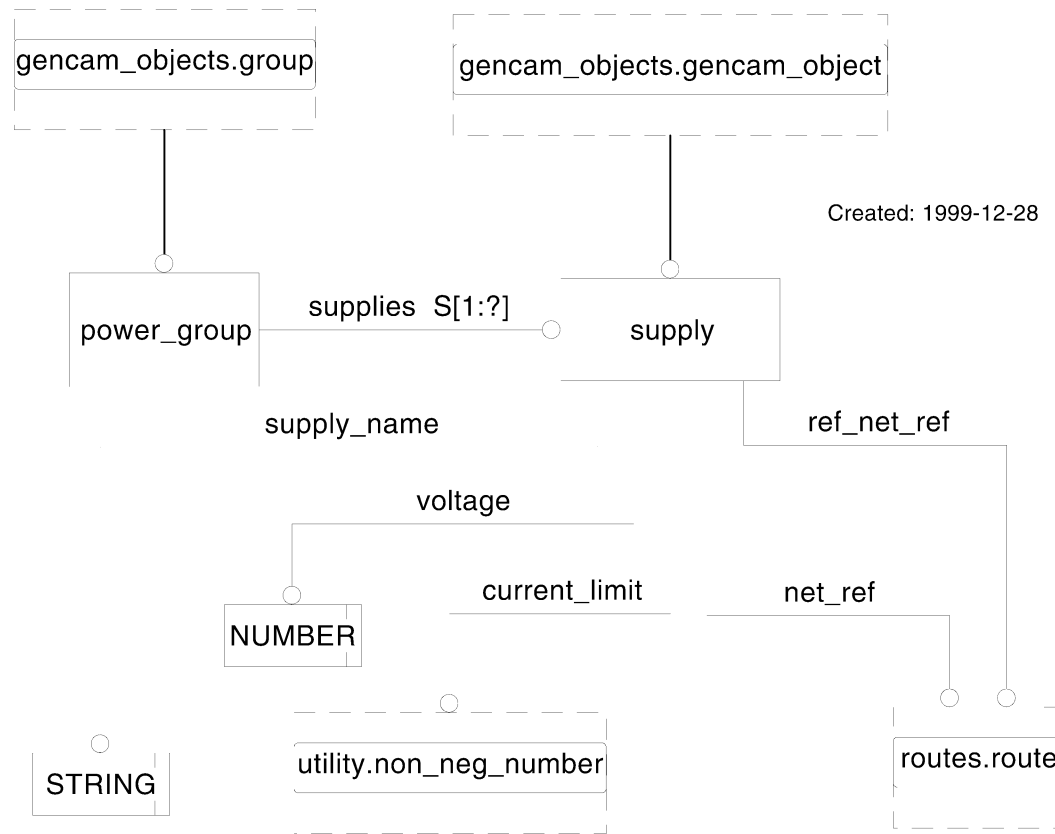 gencam_objects.group
gencam_objects.gencam_object
Created: 1999-12-28
supplies S[1:?]
power_group
supply
supply_name
ref_net_ref
voltage
current_limit
net_ref
NUMBER
utility.non_neg_number
routes.route
STRING